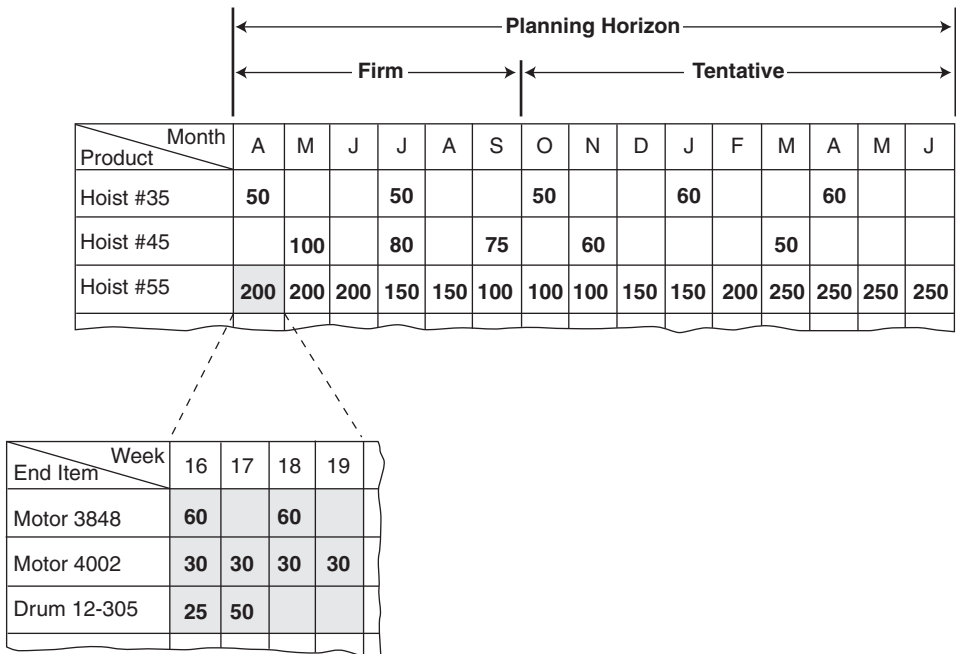 Planning Horizon
Firm Tentative
Month
Product A M J J A S O N D J F M A M J
Hoist #35 50 50 50 60 60
Hoist #45 100 80 75 60 50
Hoist #55 200 200 200 150 150 100 100 100 150 150 200 250 250 250 250
Week
End Item 16 17 18 19
Motor 3848 60 60
Motor 4002 30 30 30 30
Drum 12-305 25 50